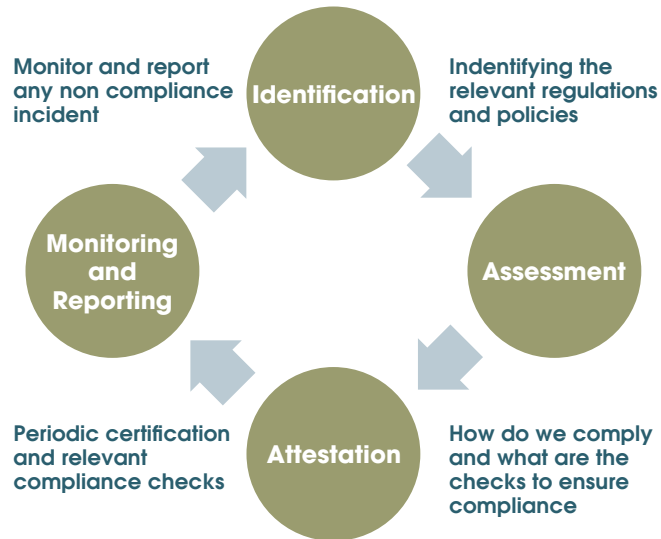 Monitor and report
any non compliance
incident
Identification
Indentifying the
relevant regulations
and policies
Monitoring
and
Reporting
Assessment
Periodic certification
and relevant
compliance checks
Attestation
How do we comply
and what are the
checks to ensure
compliance